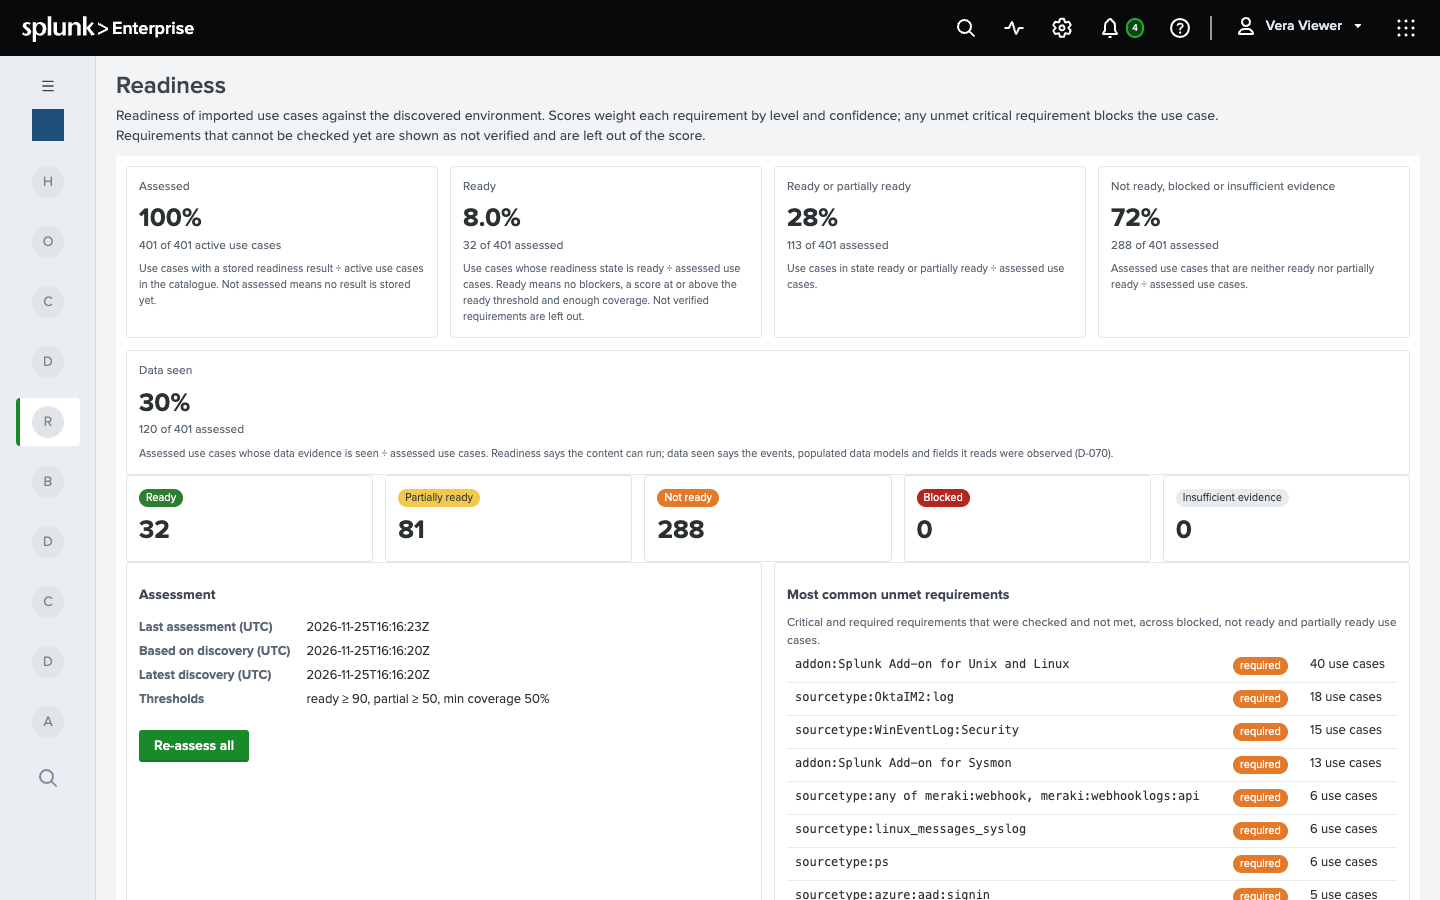 splunk> Enterprise
4
Vera Viewer
H
O
C
D
R
B
D
C
D
A
Readiness
Readiness of imported use cases against the discovered environment. Scores weight each requirement by level and confidence; any unmet critical requirement blocks the use case.
Requirements that cannot be checked yet are shown as not verified and are left out of the score.
Assessed
100%
401 of 401 active use cases
Use cases with a stored readiness result ÷ active use cases
in the catalogue. Not assessed means no result is stored
yet.
Ready
8.0%
32 of 401 assessed
Use cases whose readiness state is ready ÷ assessed use
cases. Ready means no blockers, a score at or above the
ready threshold and enough coverage. Not verified
requirements are left out.
Ready or partially ready
28%
113 of 401 assessed
Use cases in state ready or partially ready ÷ assessed use
cases.
Not ready, blocked or insufficient evidence
72%
288 of 401 assessed
Assessed use cases that are neither ready nor partially
ready ÷ assessed use cases.
Data seen
30%
120 of 401 assessed
Assessed use cases whose data evidence is seen ÷ assessed use cases. Readiness says the content can run; data seen says the events, populated data models and fields it reads were observed (D-070).
Ready
32
Partially ready
81
Not ready
288
Blocked
0
Insufficient evidence
0
Assessment
Last assessment (UTC) 2026-11-25T16:16:23Z
Based on discovery (UTC) 2026-11-25T16:16:20Z
Latest discovery (UTC) 2026-11-25T16:16:20Z
Thresholds ready ≥ 90, partial ≥ 50, min coverage 50%
Re-assess all
Most common unmet requirements
Critical and required requirements that were checked and not met, across blocked, not ready and partially ready use
cases.
addon:Splunk Add-on for Unix and Linux required 40 use cases
sourcetype:OktaIM2:log required 18 use cases
sourcetype:WinEventLog:Security required 15 use cases
addon:Splunk Add-on for Sysmon required 13 use cases
sourcetype:any of meraki:webhook, meraki:webhooklogs:api required 6 use cases
sourcetype:linux_messages_syslog required 6 use cases
sourcetype:ps required 6 use cases
sourcetype:azure:aad:signin required 5 use cases